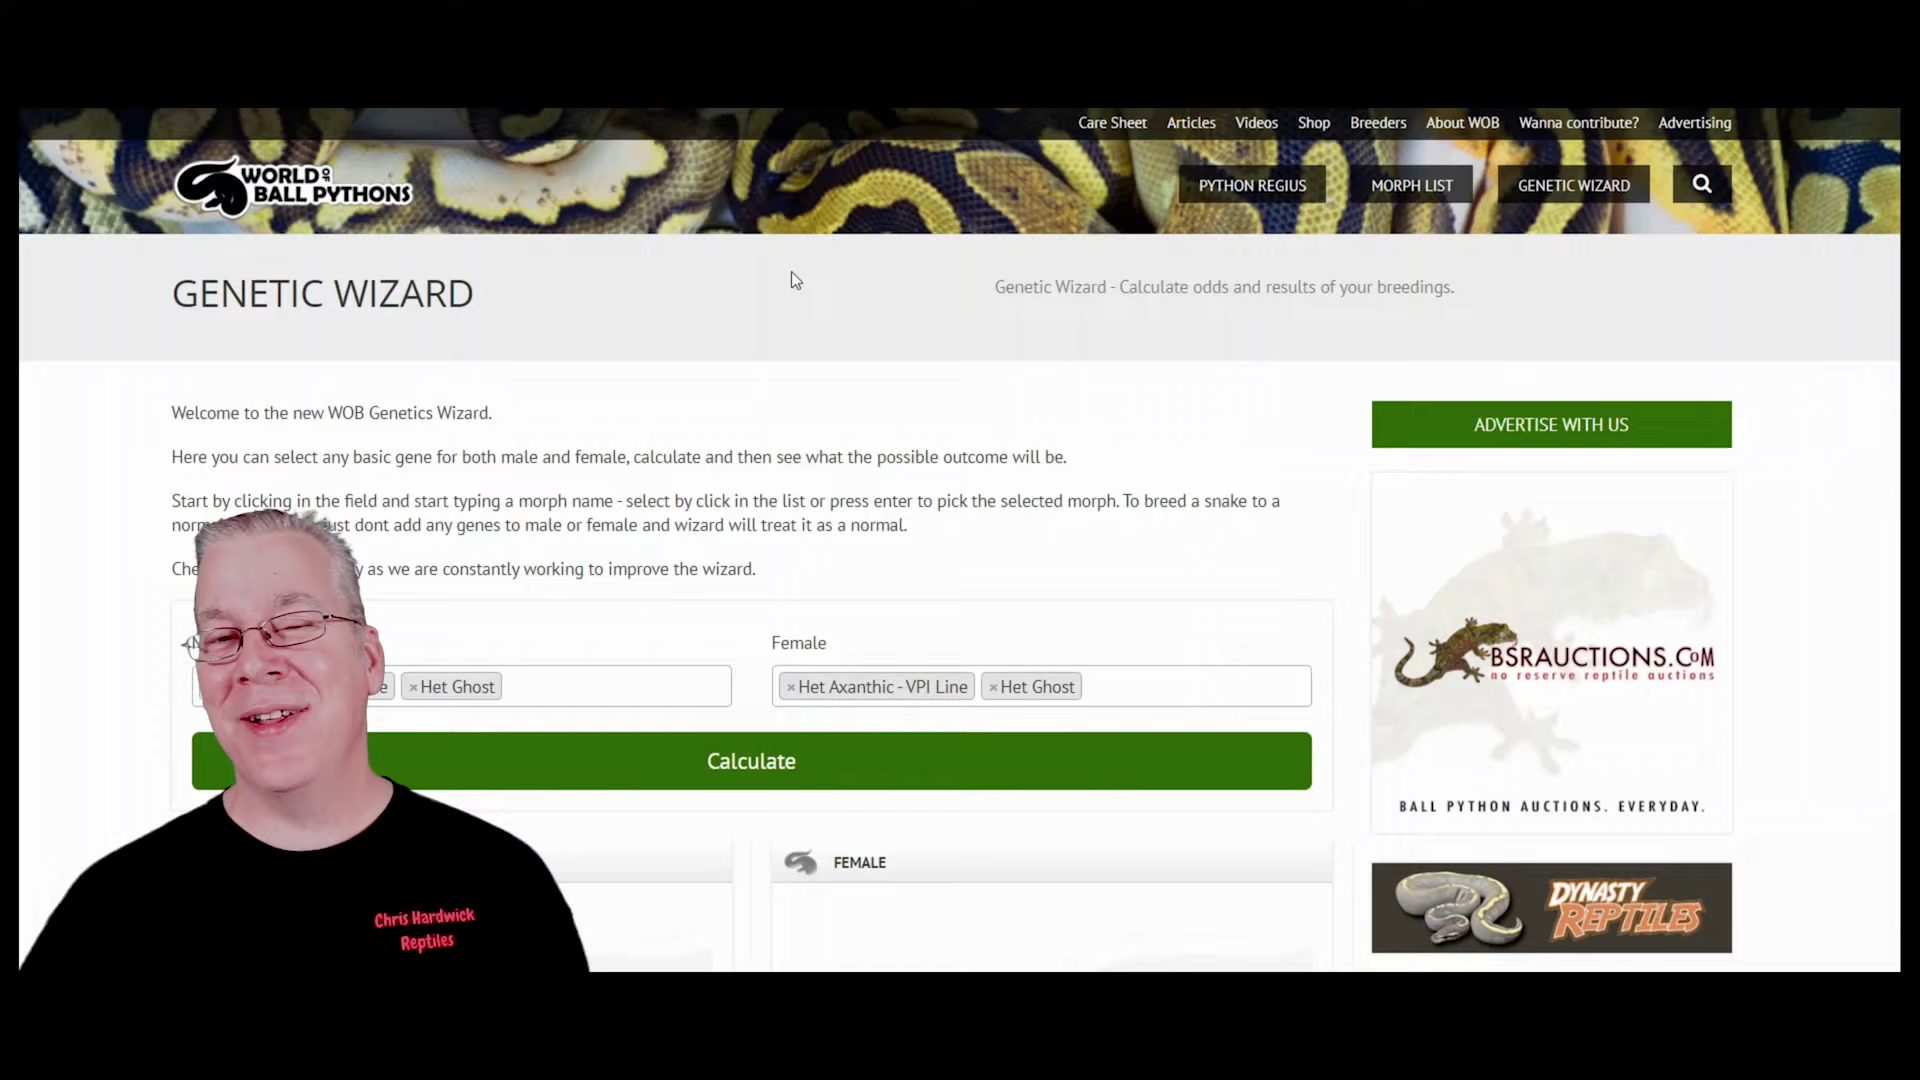 Care Sheet Articles Videos Shop Breeders About WOB Wanna contribute? Advertising
WORLD OF BALL PYTHONS
PYTHON REGIUS MORPH LIST GENETIC WIZARD
GENETIC WIZARD
Genetic Wizard - Calculate odds and results of your breedings.
Welcome to the new WOB Genetics Wizard.
Here you can select any basic gene for both male and female, calculate and then see what the possible outcome will be.
Start by clicking in the field and start typing a morph name - select by click in the list or press enter to pick the selected morph. To breed a snake to a
dont add any genes to male or female and wizard will treat it as a normal.
as we are constantly working to improve the wizard.
Female
×Het Ghost
×Het Axanthic - VPI Line ×Het Ghost
Calculate
FEMALE
ADVERTISE WITH US
BSRAUCTIONS.COM
no reserve reptile auctions
BALL PYTHON AUCTIONS. EVERYDAY.
DYNASTY
REPTILES
Chris Hardwick
Reptiles